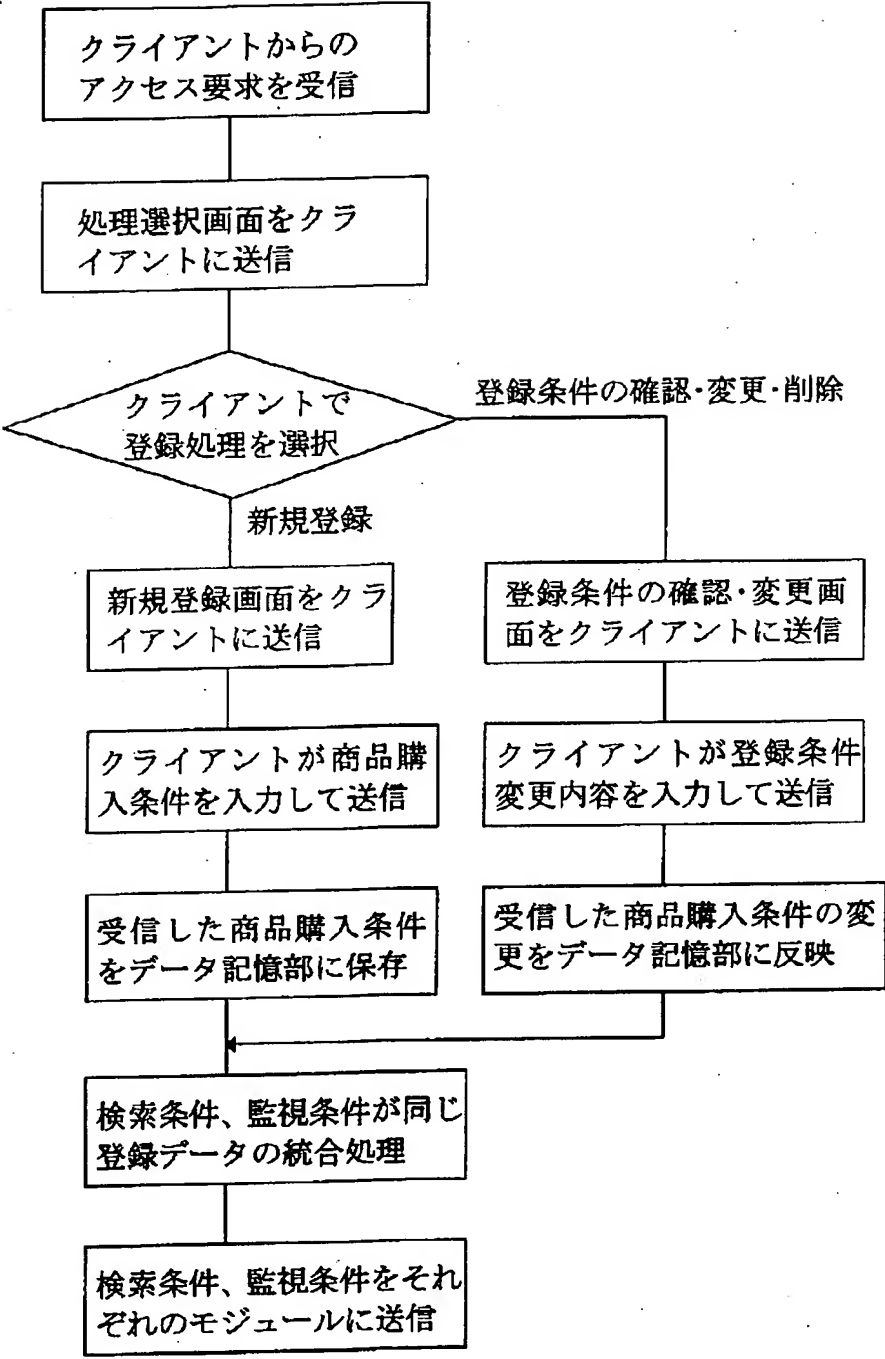 クライアントからの
アクセス要求を受信
処理選択画面をクラ
イアントに送信
クライアントで
登録処理を選択
登録条件の確認・変更・削除
新規登録
新規登録画面をクラ
イアントに送信
登録条件の確認・変更画
面をクライアントに送信
クライアントが商品購
入条件を入力して送信
クライアントが登録条件
変更内容を入力して送信
受信した商品購入条件
をデータ記憶部に保存
受信した商品購入条件の変
更をデータ記憶部に反映
検索条件、監視条件が同じ
登録データの統合処理
検索条件、監視条件をそれ
ぞれのモジュールに送信